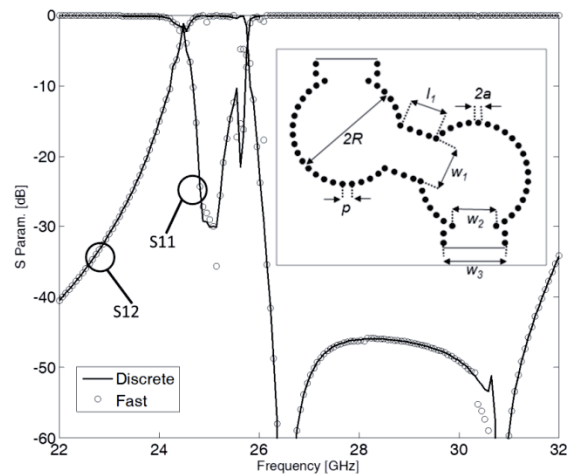 S Param. [dB]
0
-10
-20
-30
-40
-50
-60
22
24
26
28
30
32
Frequency [GHz]
S11
S12
Discrete
Fast
l₁
2a
2R
w₁
p
w₂
w₃